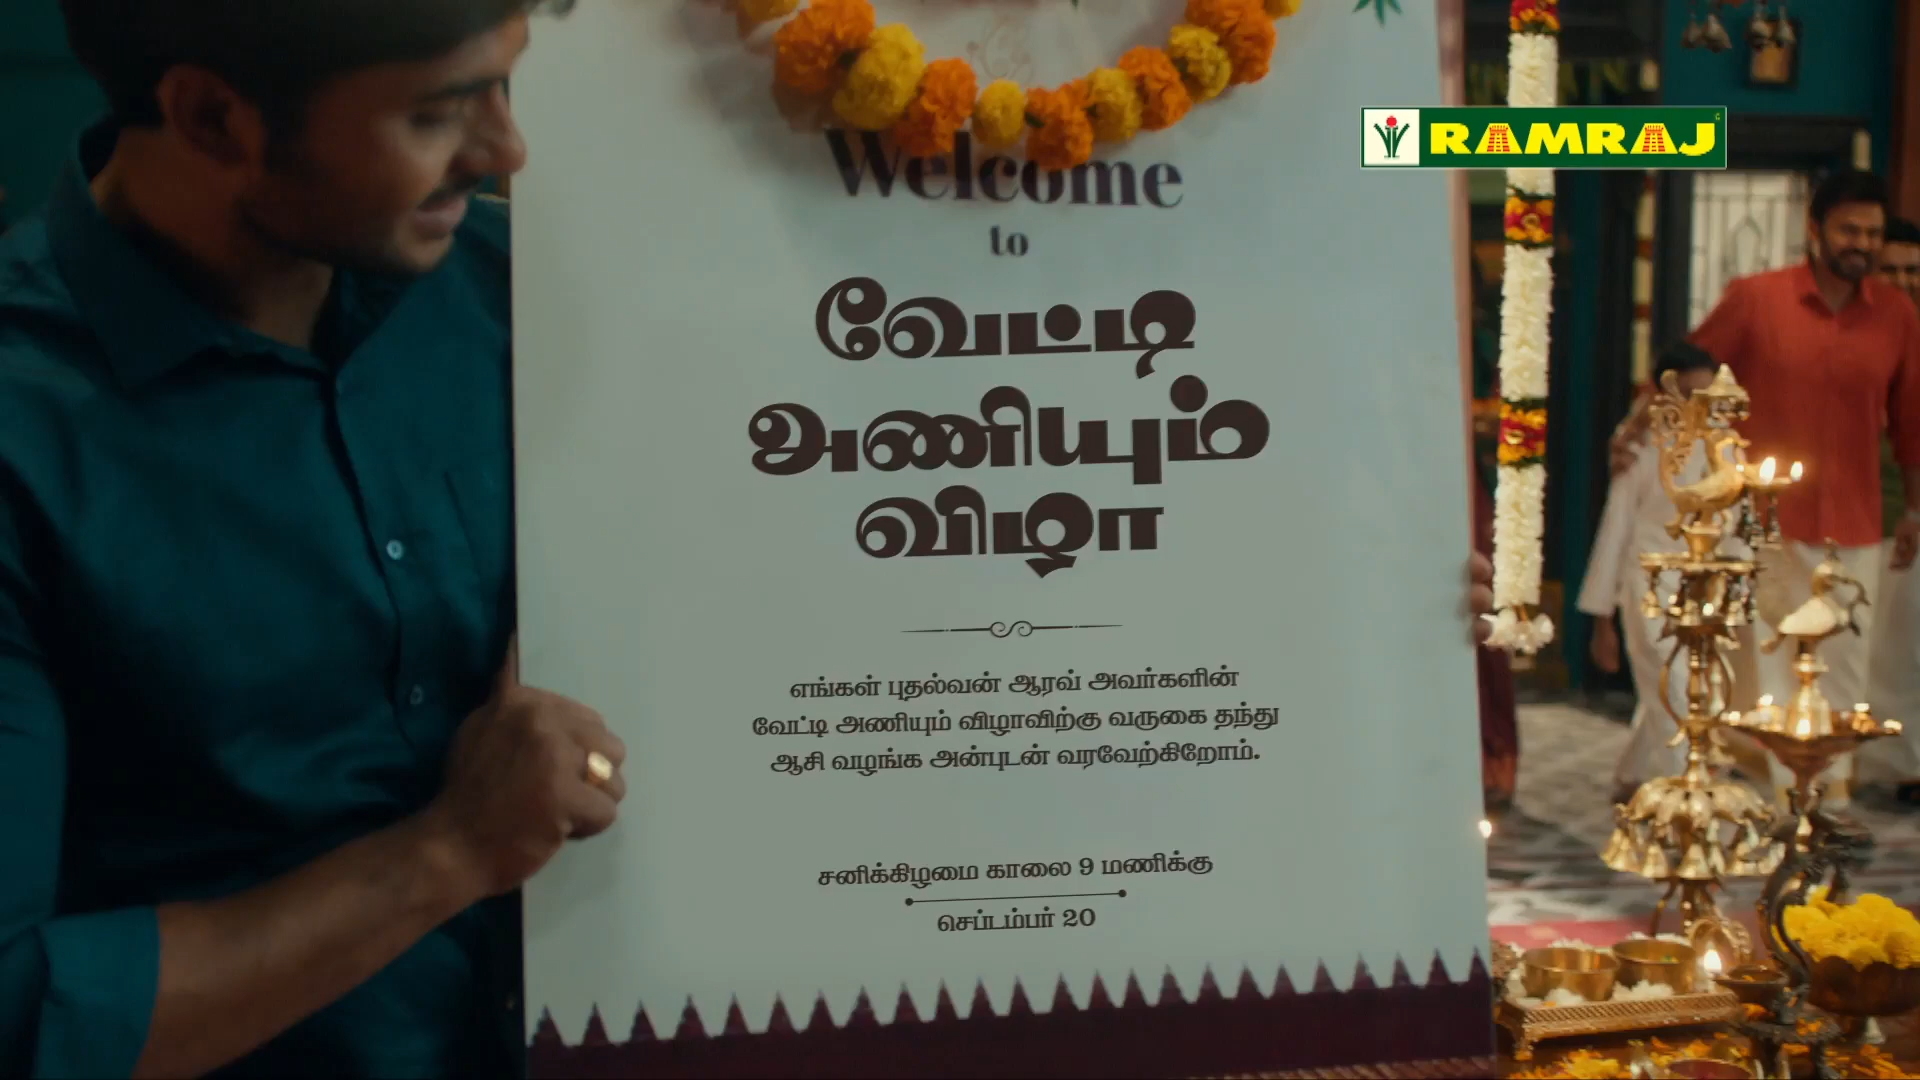 Welcome
to
வேட்டி
அணியும்
விழா
எங்கள் புதல்வன் ஆரவ் அவர்களின்
வேட்டி அணியும் விழாவிற்கு வருகை தந்து
ஆசி வழங்க அன்புடன் வரவேற்கிறோம்.
சனிக்கிழமை காலை 9 மணிக்கு
செப்டம்பர் 20
RAMRAJ